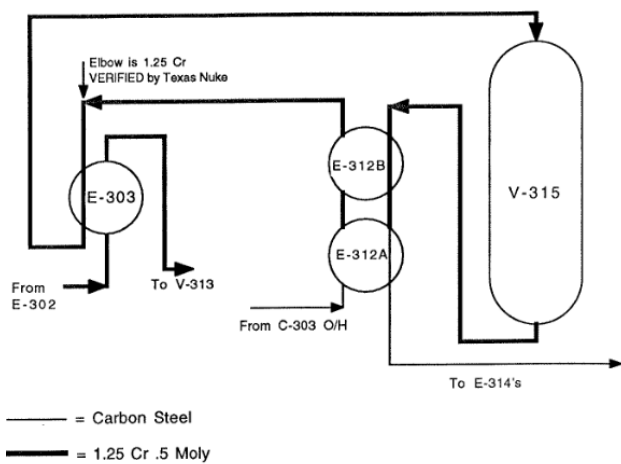 Elbow is 1.25 Cr
VERIFIED by Texas Nuke
E-303
E-312B
E-312A
V-315
From
E-302
To V-313
From C-303 O/H
To E-314's
= Carbon Steel
= 1.25 Cr .5 Moly